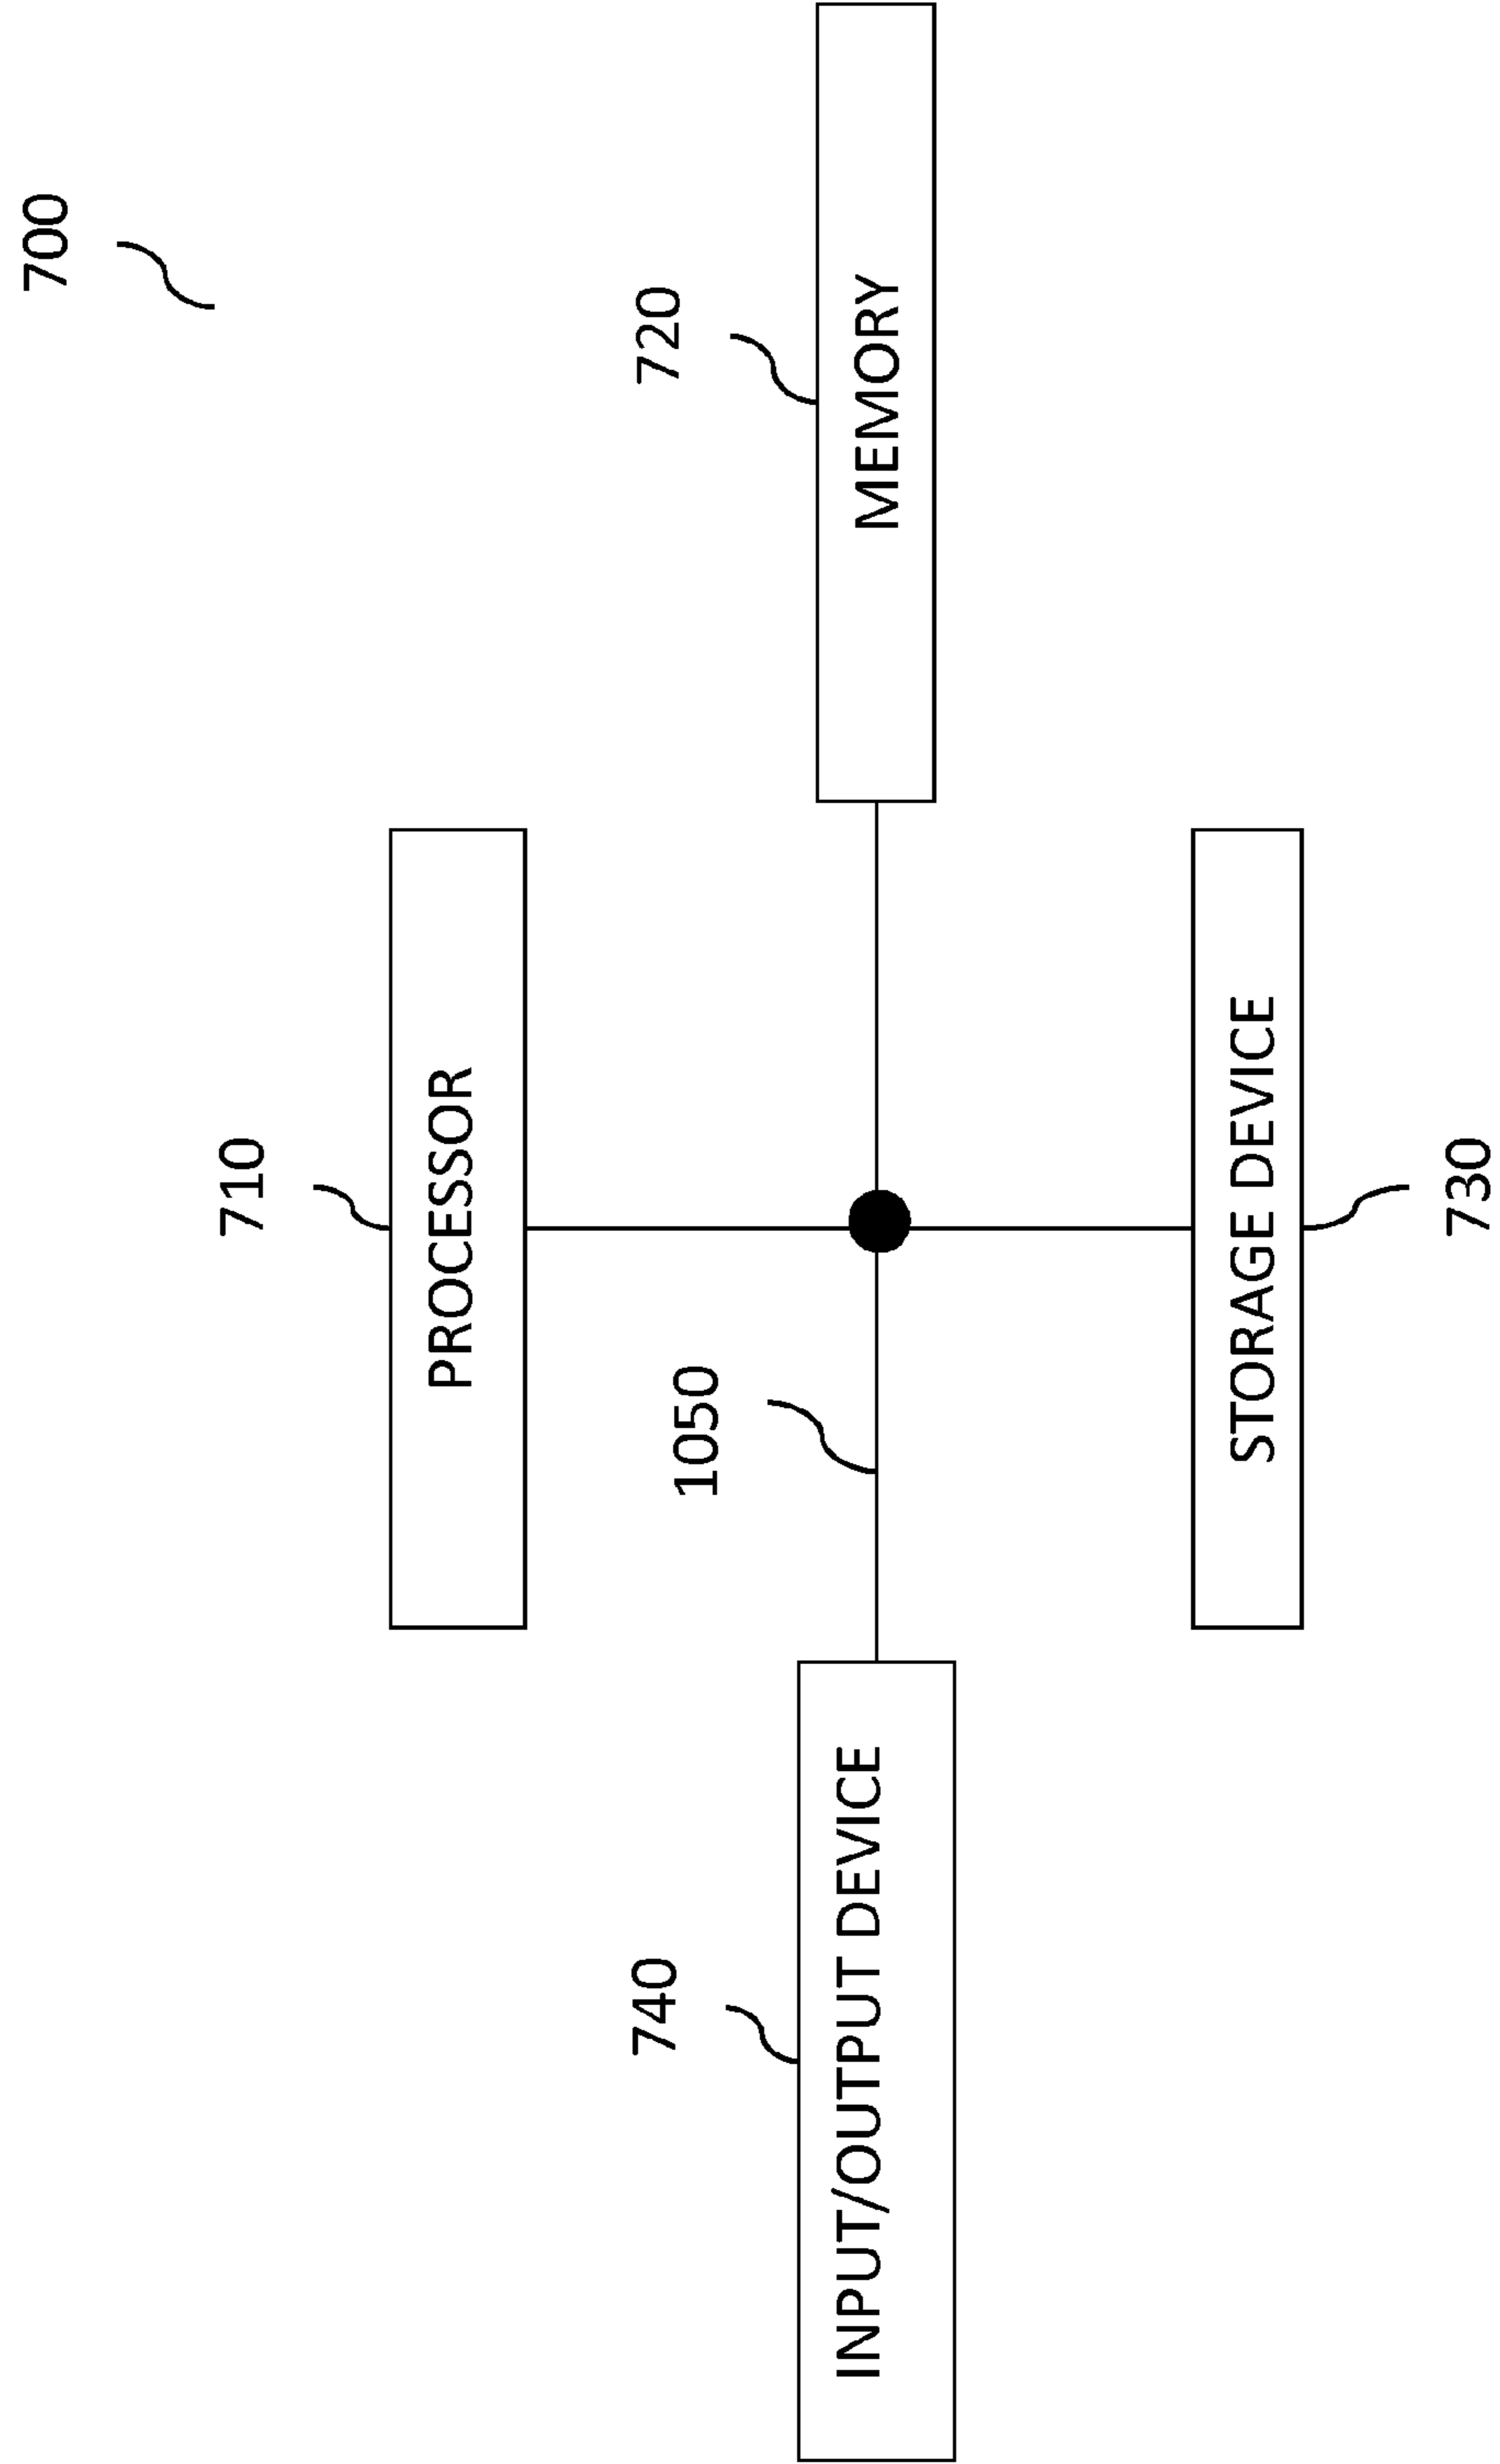 700
710
PROCESSOR
740
1050
720
INPUT/OUTPUT DEVICE
MEMORY
STORAGE DEVICE
730